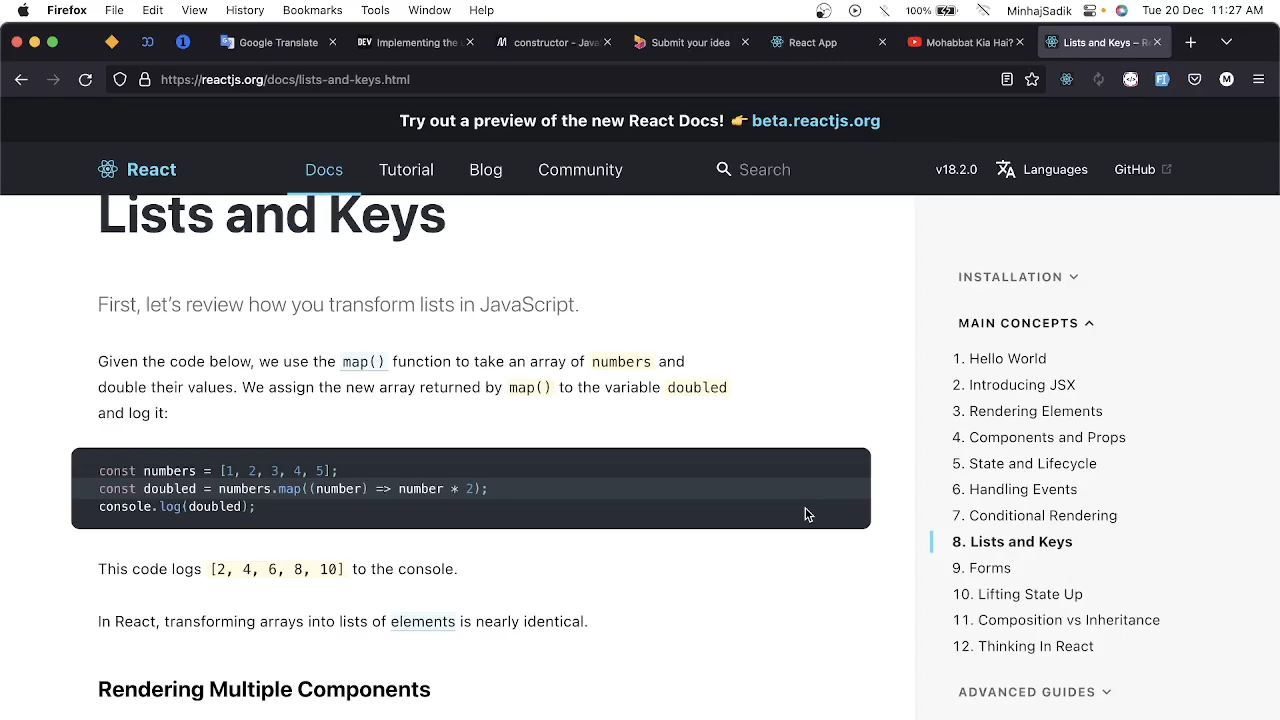 Firefox File Edit View History Bookmarks Tools Window Help 100% MinhajSadik Tue 20 Dec 11:27 AM
Google Translate DEV Implementing the constructor - Java Submit your idea React App Mohabbat Kia Hai? Lists and Keys – R
https://reactjs.org/docs/lists-and-keys.html M
Try out a preview of the new React Docs! 👉 beta.reactjs.org
React Docs Tutorial Blog Community Search v18.2.0 Languages GitHub
Lists and Keys
First, let’s review how you transform lists in JavaScript.
Given the code below, we use the map() function to take an array of numbers and
double their values. We assign the new array returned by map() to the variable doubled
and log it:
const numbers = [1, 2, 3, 4, 5];
const doubled = numbers.map((number) => number * 2);
console.log(doubled);
This code logs [2, 4, 6, 8, 10] to the console.
In React, transforming arrays into lists of elements is nearly identical.
Rendering Multiple Components
INSTALLATION
MAIN CONCEPTS
1. Hello World
2. Introducing JSX
3. Rendering Elements
4. Components and Props
5. State and Lifecycle
6. Handling Events
7. Conditional Rendering
8. Lists and Keys
9. Forms
10. Lifting State Up
11. Composition vs Inheritance
12. Thinking In React
ADVANCED GUIDES